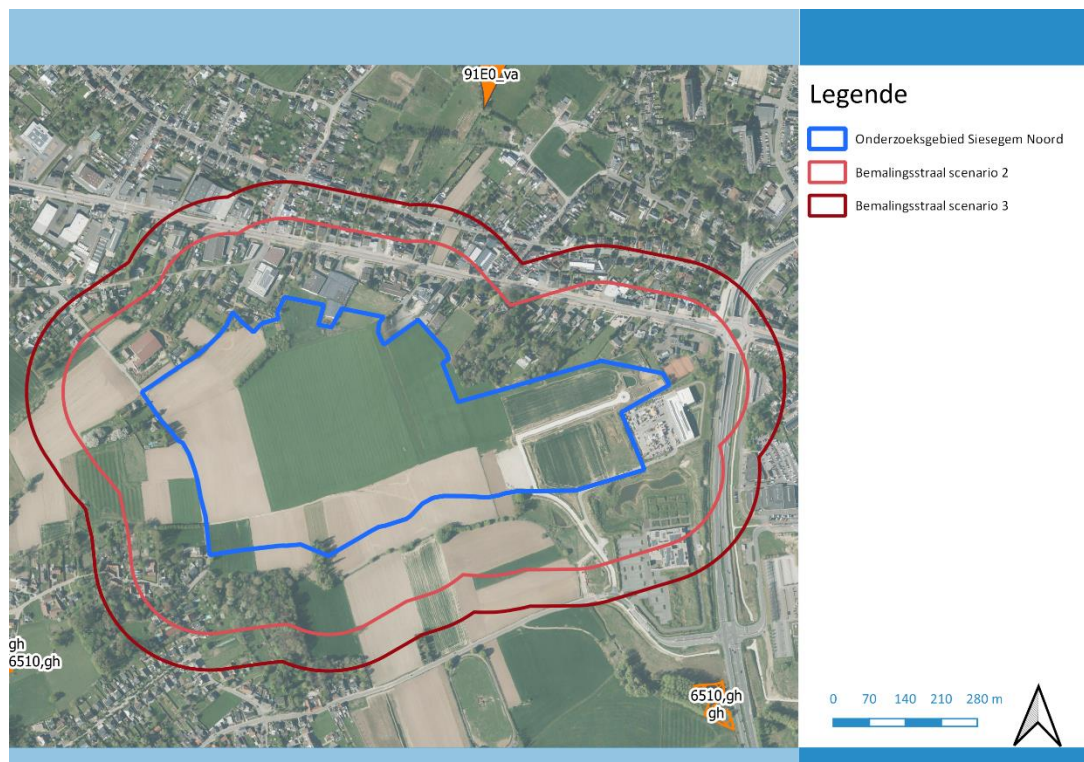 91E0_va
Legende
Onderzoeksgebied Siesegem Noord
Bemalingsstraal scenario 2
Bemalingsstraal scenario 3
gh
6510,gh
6510,gh
gh
0 70 140 210 280 m